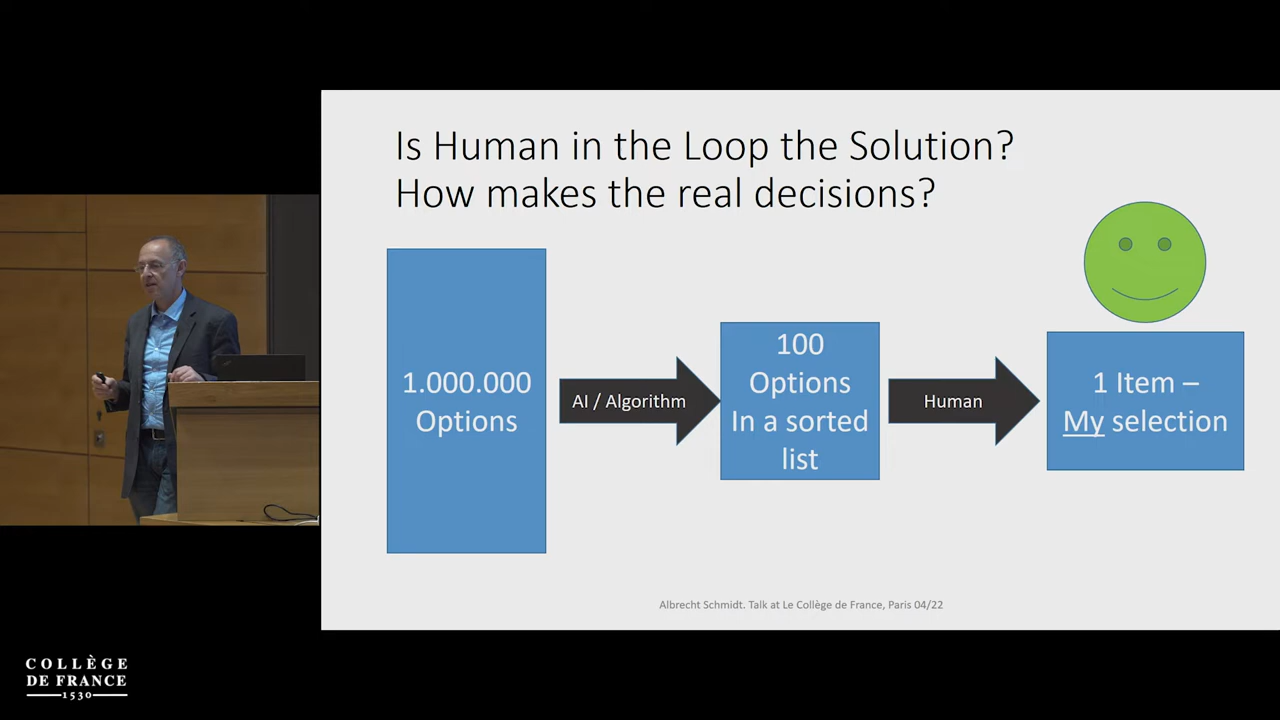 Is Human in the Loop the Solution?
How makes the real decisions?
1.000.000
Options
AI / Algorithm
100
Options
In a sorted
list
Human
1 Item –
My selection
Albrecht Schmidt. Talk at Le Collège de France, Paris 04/22
COLLÈGE
DE FRANCE
1530